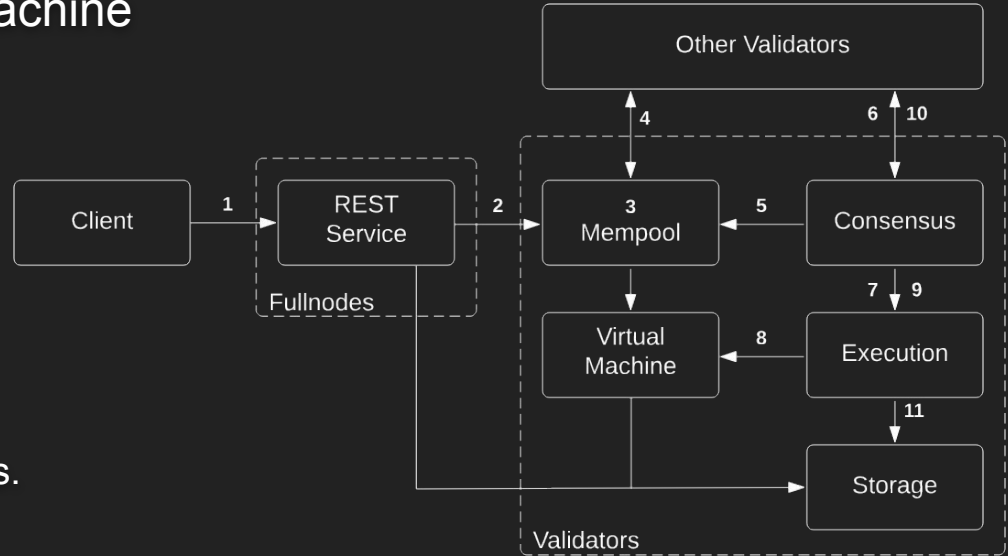 achine
Other Validators
4
6 10
Client
1
REST
Service
2
3
Mempool
5
Consensus
Fullnodes
7 9
Virtual
Machine
8
Execution
11
s.
Storage
Validators